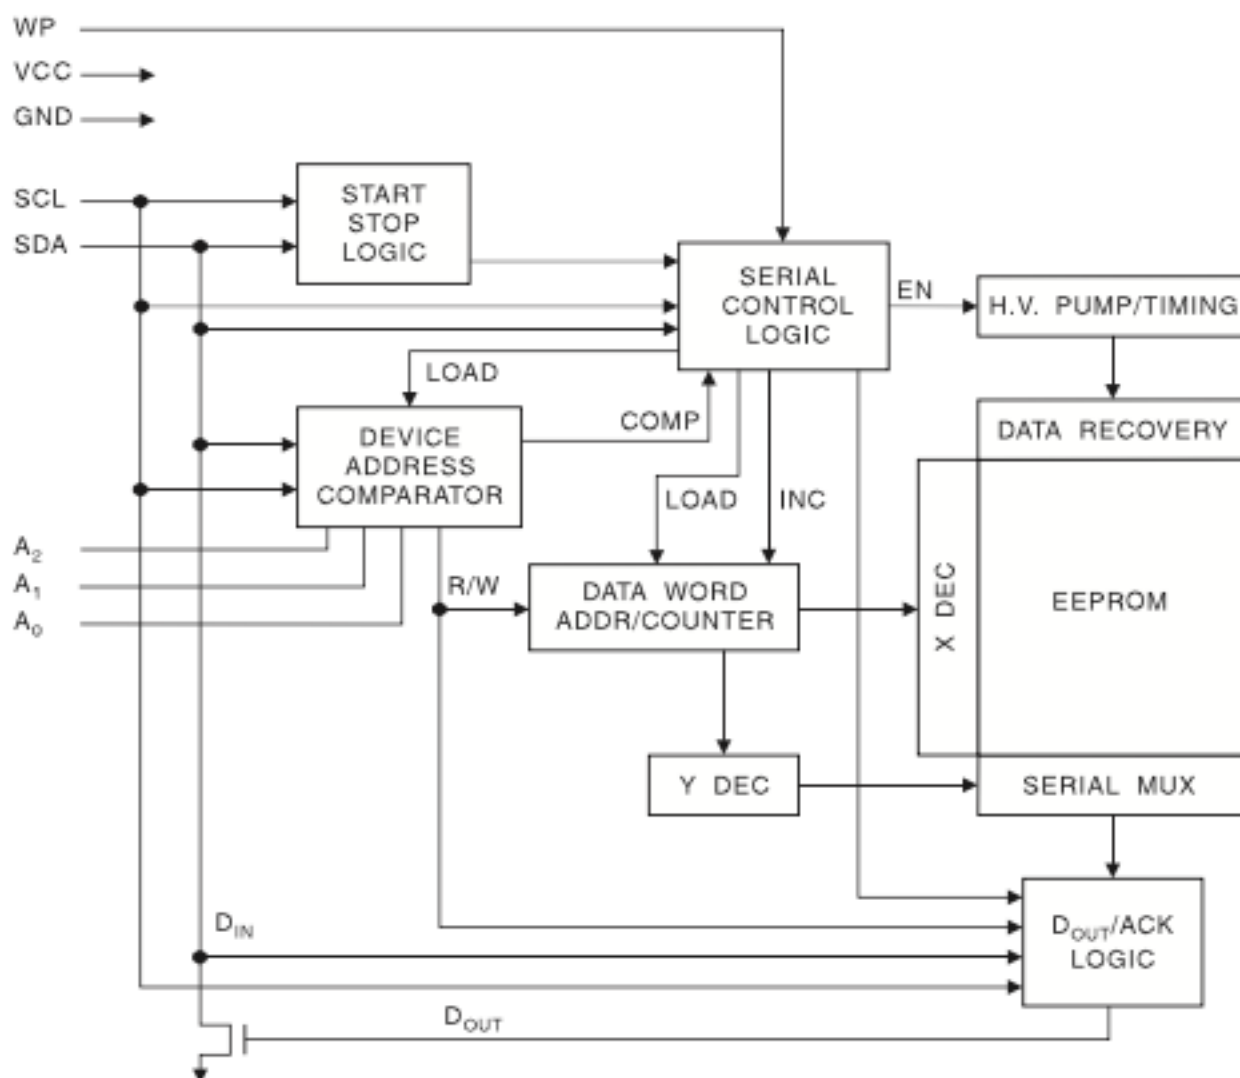 WP
VCC
GND
SCL
SDA
START
STOP
LOGIC
SERIAL
CONTROL
LOGIC
EN
H.V. PUMP/TIMING
LOAD
COMP
DEVICE
ADDRESS
COMPARATOR
DATA RECOVERY
LOAD
INC
A2
A1
A0
R/W
DATA WORD
ADDR/COUNTER
X DEC
EEPROM
Y DEC
SERIAL MUX
DIN
DOUT/ACK
LOGIC
DOUT